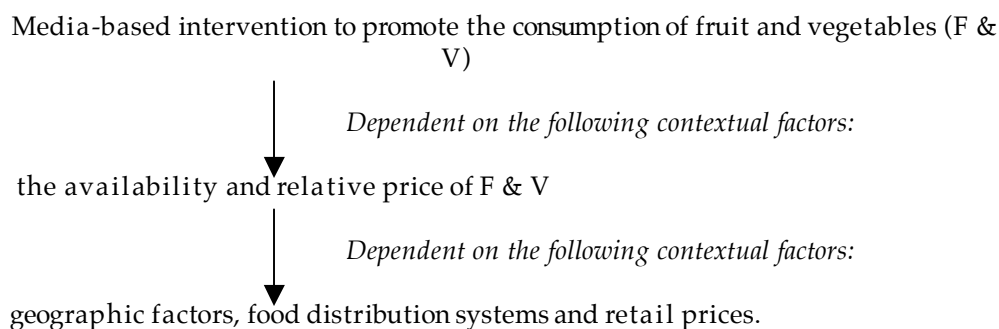 Media-based intervention to promote the consumption of fruit and vegetables (F &
V)
Dependent on the following contextual factors:
the availability and relative price of F & V
Dependent on the following contextual factors:
geographic factors, food distribution systems and retail prices.